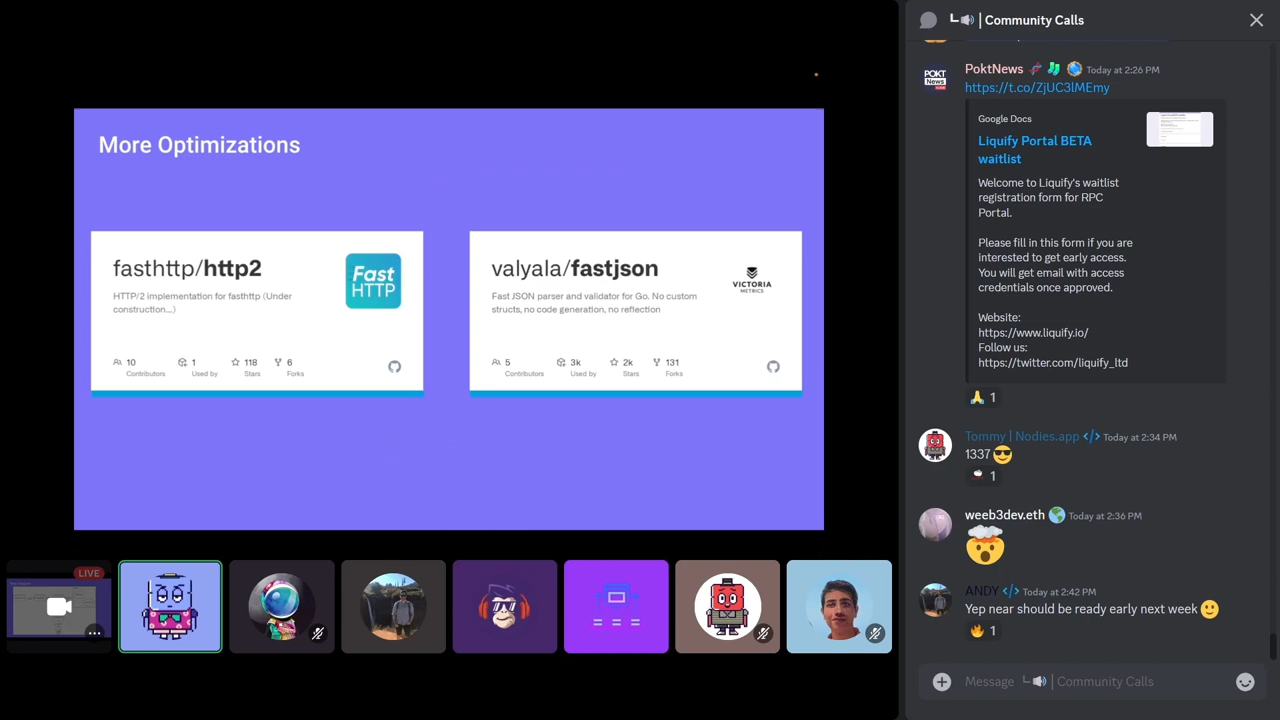 More Optimizations
fasthttp/http2
HTTP/2 implementation for fasthttp (Under
construction...)
Fast
HTTP
10
Contributors
1
Used by
118
Stars
6
Forks
valyala/fastjson
Fast JSON parser and validator for Go. No custom
structs, no code generation, no reflection
VICTORIA
METRICS
5
Contributors
3k
Used by
2k
Stars
131
Forks
LIVE
Community Calls
PoktNews Today at 2:26 PM
POKT
News
https://t.co/ZjUC3lMEmy
Google Docs
Liquify Portal BETA
waitlist
Welcome to Liquify's waitlist
registration form for RPC
Portal.
Please fill in this form if you are
interested to get early access.
You will get email with access
credentials once approved.
Website:
https://www.liquify.io/
Follow us:
https://twitter.com/liquify_ltd
1
Tommy | Nodies.app </> Today at 2:34 PM
1337 😎
1
weeb3dev.eth 🌎 Today at 2:36 PM
🤯
ANDY </> Today at 2:42 PM
Yep near should be ready early next week 🙂
1
Message Community Calls